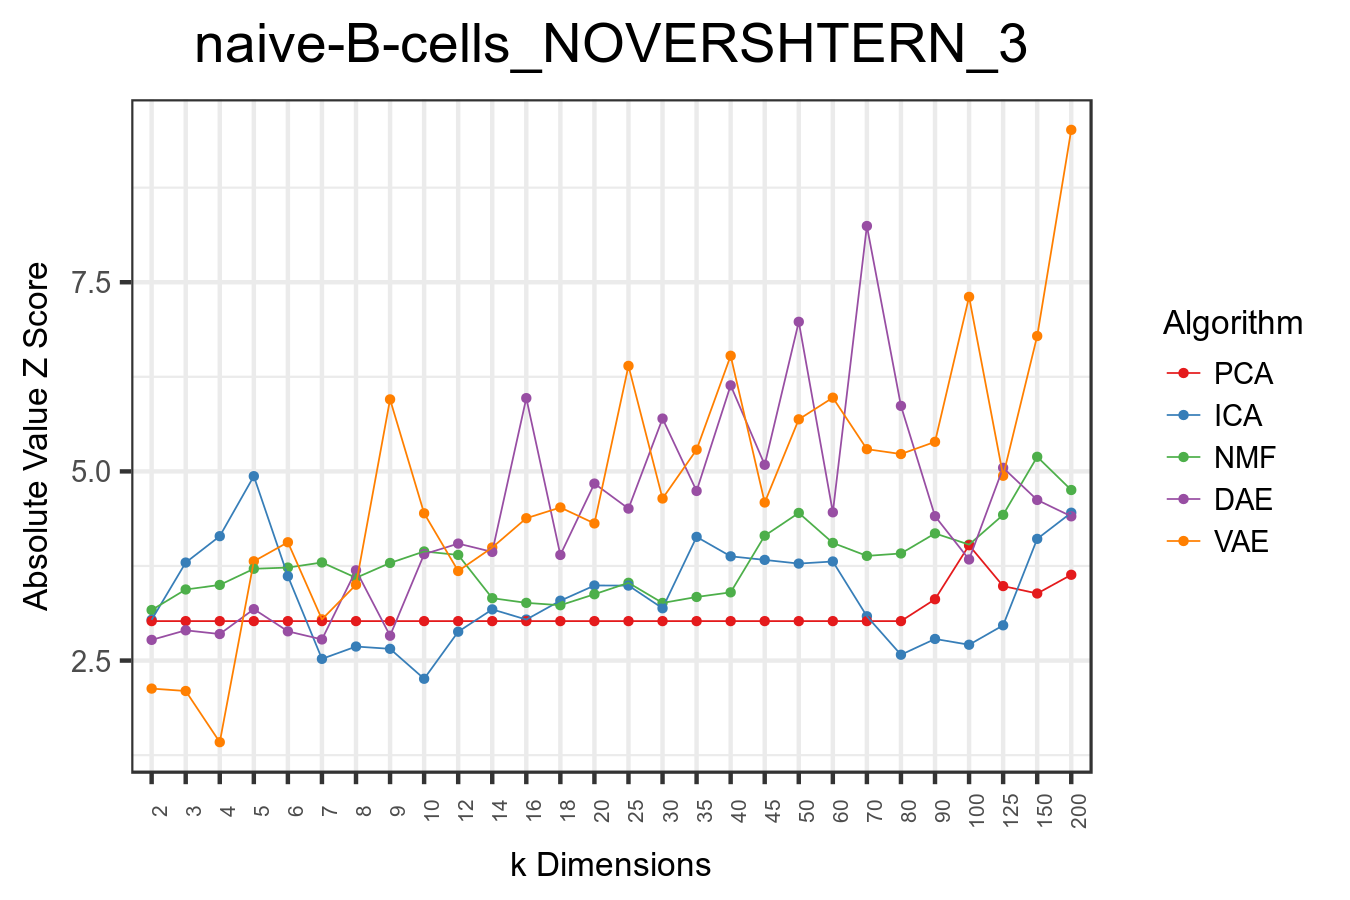 naive-B-cells_NOVERSHTERN_3
Absolute Value Z Score
7.5
5.0
2.5
2 3 4 5 6 7 8 9 10 12 14 16 18 20 25 30 35 40 45 50 60 70 80 90 100 125 150 200
k Dimensions
Algorithm
PCA
ICA
NMF
DAE
VAE